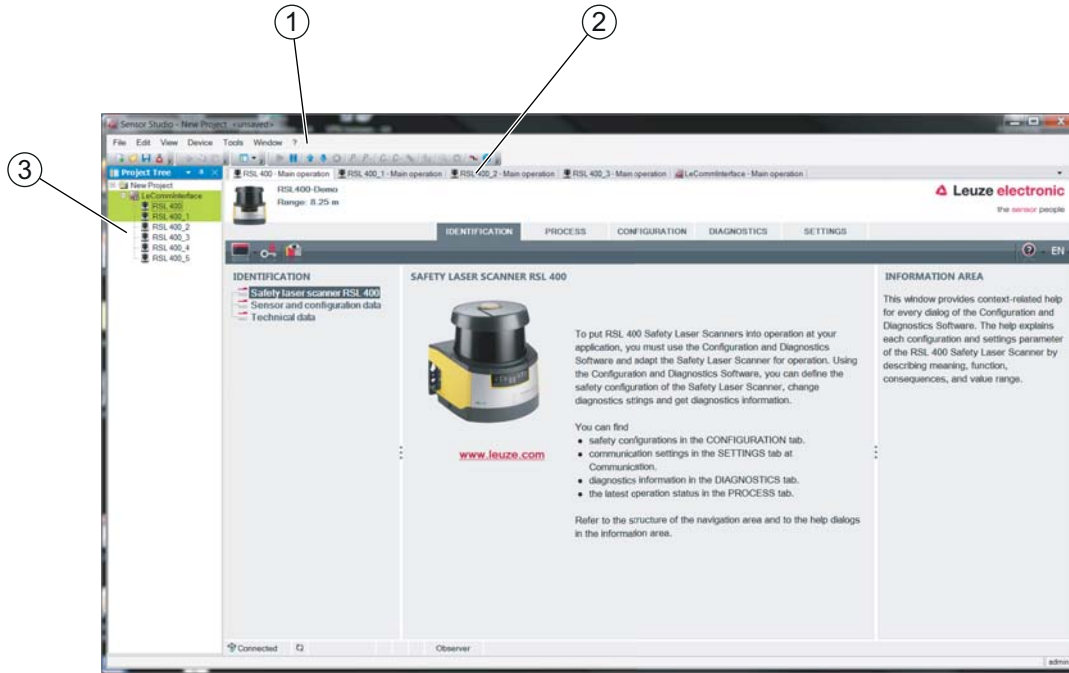 1
2
3
Sensor Studio - New Project <unsaved>
File Edit View Device Tools Window ?
Project Tree
New Project
LeCommInterface
RSL 400
RSL 400_1
RSL 400_2
RSL 400_3
RSL 400_4
RSL 400_5
RSL 400 - Main operation RSL 400_1 - Main operation RSL 400_2 - Main operation RSL 400_3 - Main operation LeCommInterface - Main operation
RSL400-Demo
Range: 8.25 m
Leuze electronic
the sensor people
IDENTIFICATION PROCESS CONFIGURATION DIAGNOSTICS SETTINGS
? EN
IDENTIFICATION
Safety laser scanner RSL 400
Sensor and configuration data
Technical data
SAFETY LASER SCANNER RSL 400
www.leuze.com
To put RSL 400 Safety Laser Scanners into operation at your
application, you must use the Configuration and Diagnostics
Software and adapt the Safety Laser Scanner for operation. Using
the Configuration and Diagnostics Software, you can define the
safety configuration of the Safety Laser Scanner, change
diagnostics sttings and get diagnostics information.
You can find
• safety configurations in the CONFIGURATION tab.
• communication settings in the SETTINGS tab at
Communication.
• diagnostics information in the DIAGNOSTICS tab.
• the latest operation status in the PROCESS tab.
Refer to the structure of the navigation area and to the help dialogs
in the information area.
INFORMATION AREA
This window provides context-related help
for every dialog of the Configuration and
Diagnostics Software. The help explains
each configuration and settings parameter
of the RSL 400 Safety Laser Scanner by
describing meaning, function,
consequences, and value range.
Connected Observer
admin